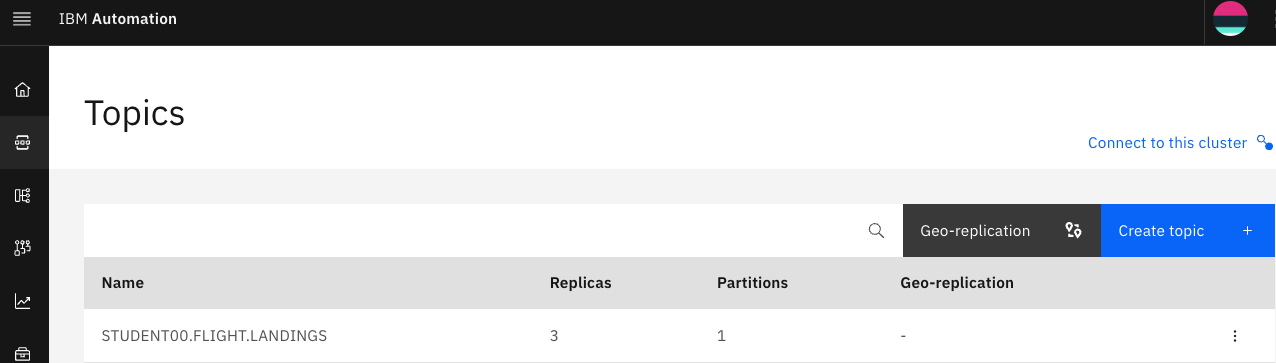 IBM Automation
Topics
Connect to this cluster
Geo-replication
Create topic
Name Replicas Partitions Geo-replication
STUDENT00.FLIGHT.LANDINGS 3 1 -